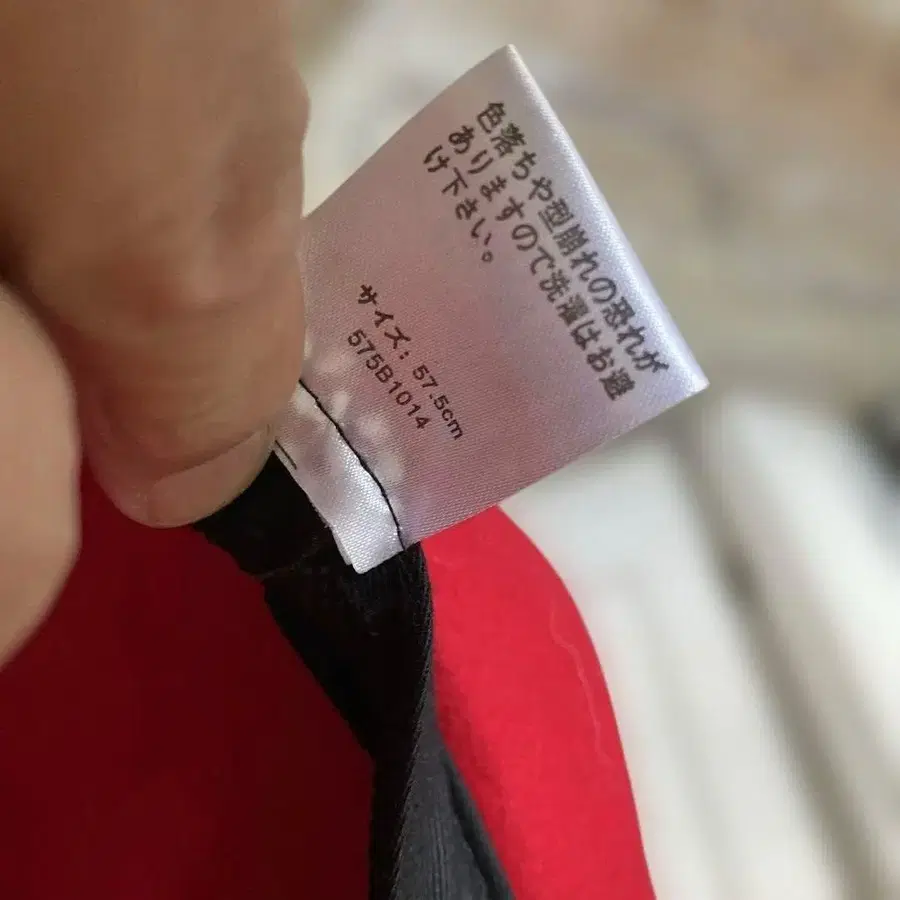 色落ちや型崩れの恐れが
ありますので洗濯はお避
け下さい。
サイズ: 57.5cm
575B1014